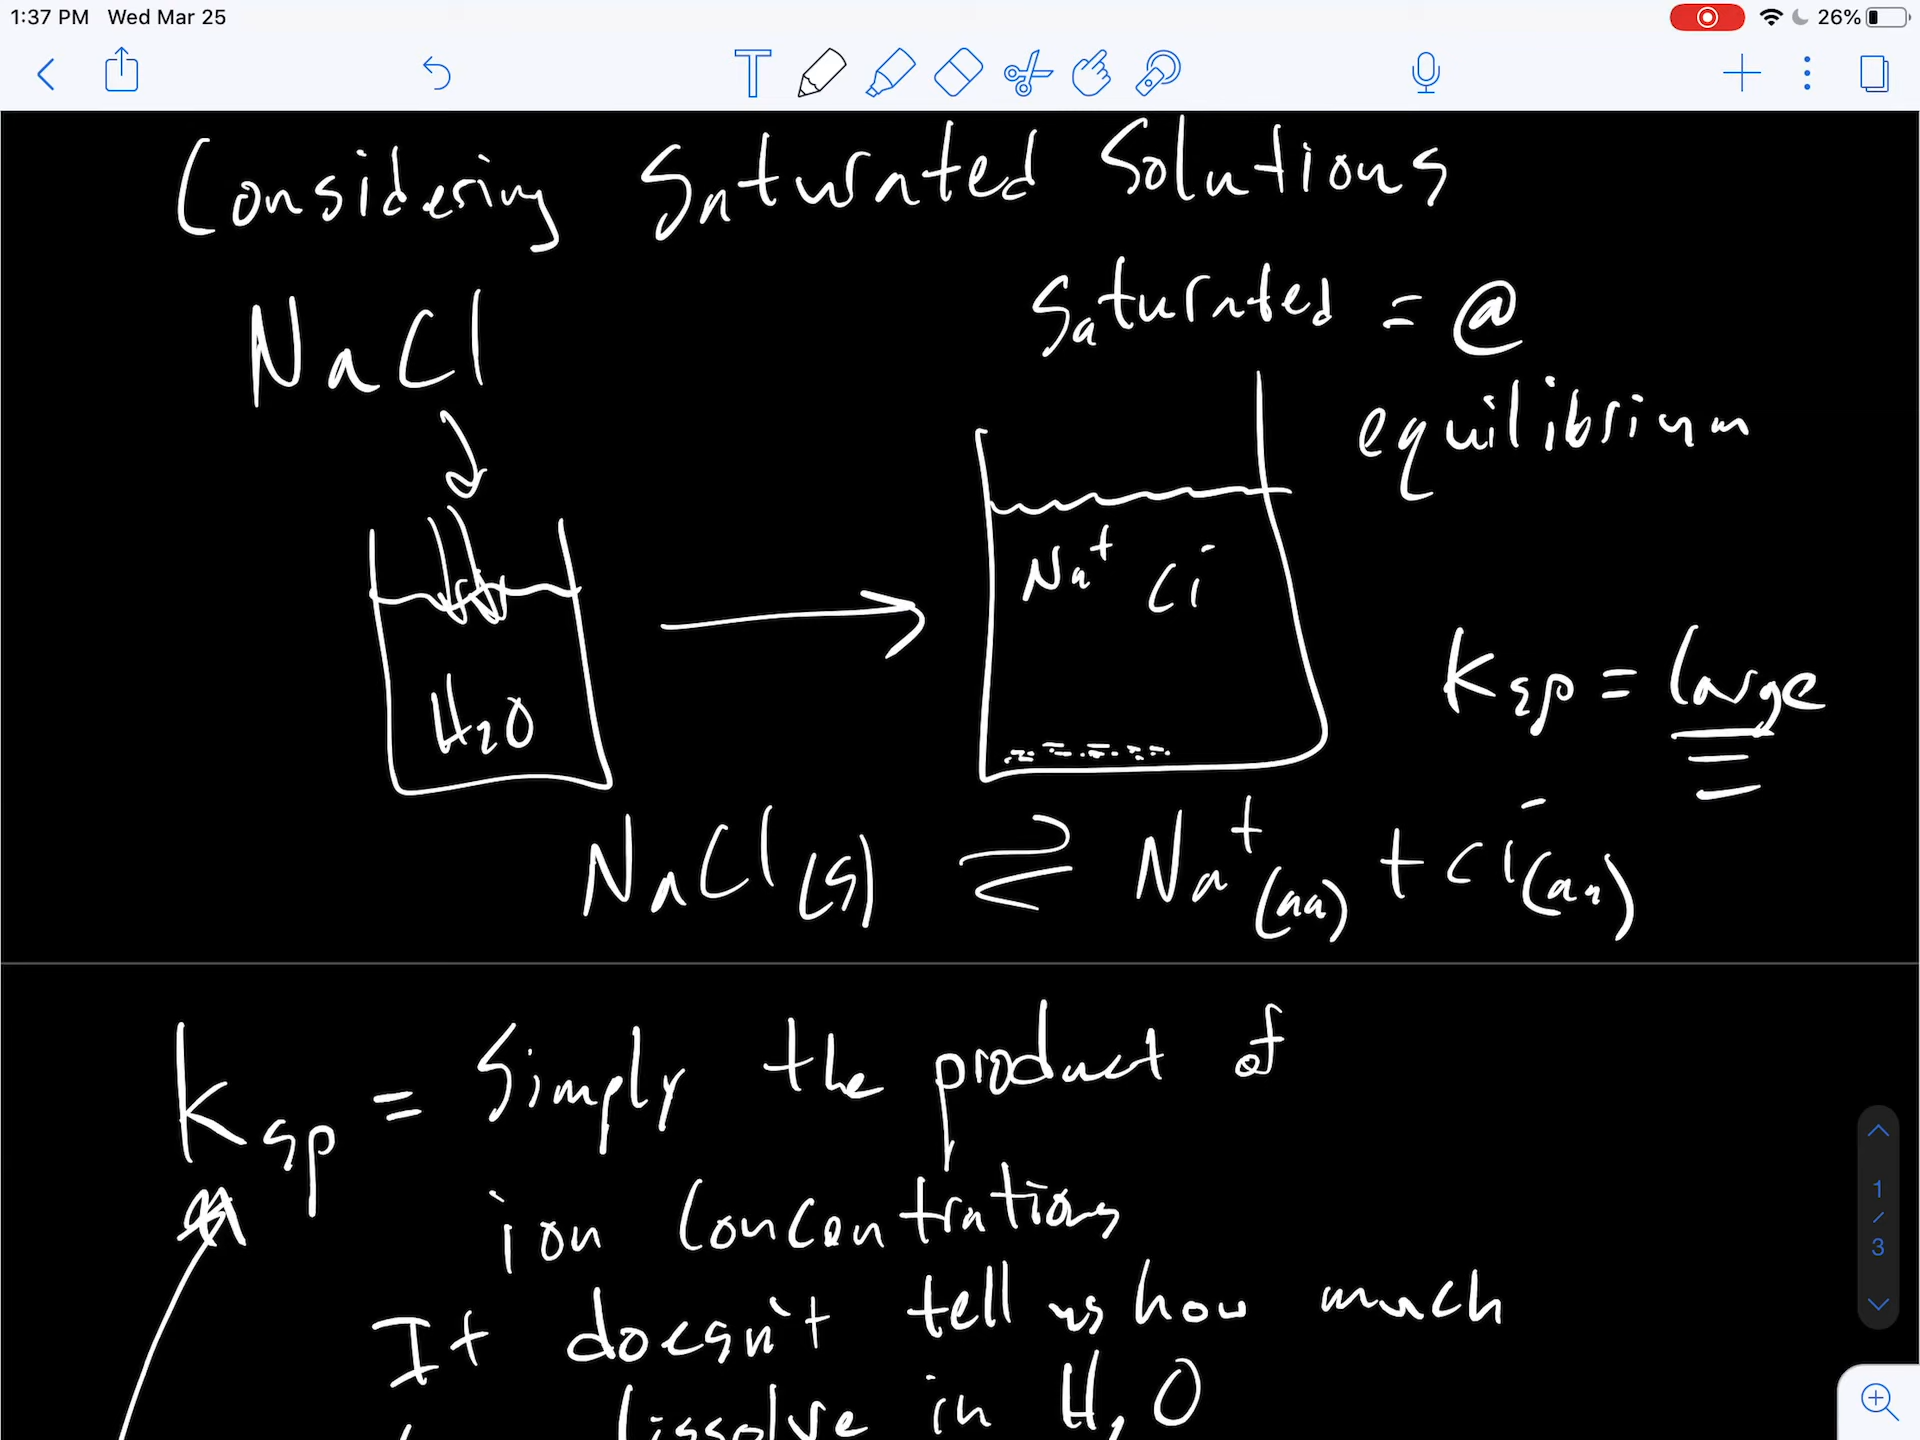 1:37 PM Wed Mar 25
26%
T
Considering Saturated Solutions
NaCl
Saturated = @
equilibrium
Na⁺ Cl⁻
H₂O
Ksp = large
NaCl(s) ⇌ Na⁺(aq) + Cl⁻(aq)
Ksp = Simply the product of
ion concentrations
It doesn't tell us how much
dissolve in H₂O
1
/
3